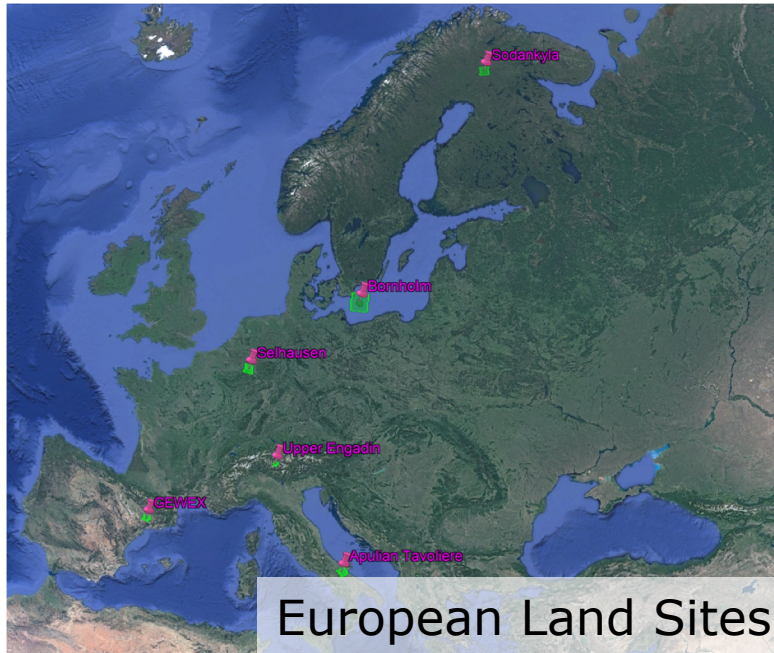 Sodankyla
Bornholm
Selhausen
Upper Engadin
GEWEX
Apulian Tavoliere
European Land Sites